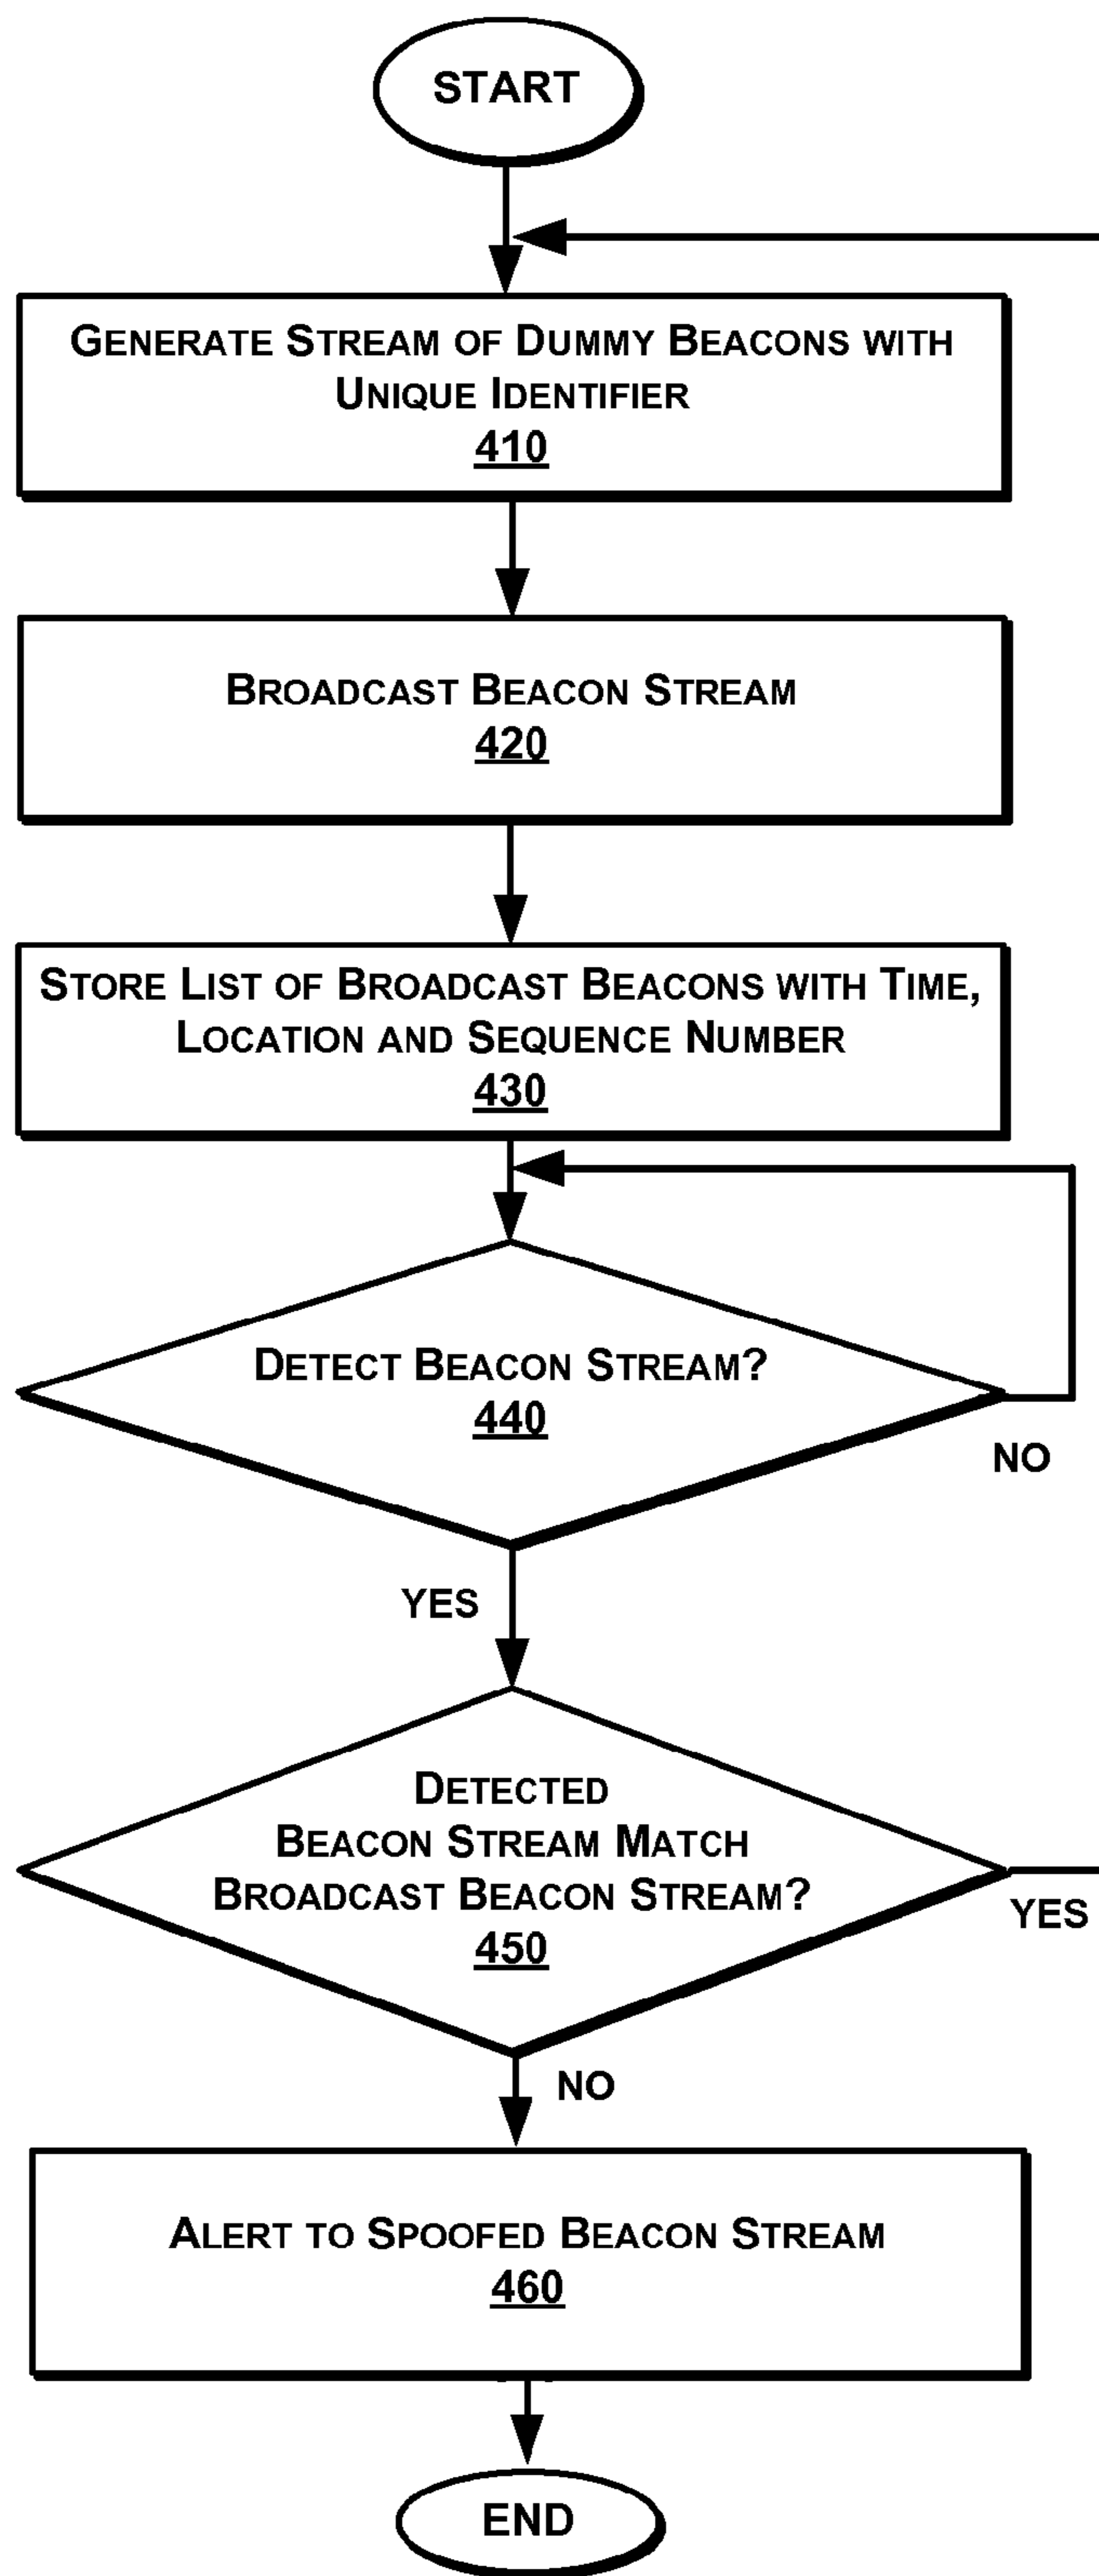 START
GENERATE STREAM OF DUMMY BEACONS WITH
UNIQUE IDENTIFIER
410
BROADCAST BEACON STREAM
420
STORE LIST OF BROADCAST BEACONS WITH TIME,
LOCATION AND SEQUENCE NUMBER
430
DETECT BEACON STREAM?
440
NO
YES
DETECTED
BEACON STREAM MATCH
BROADCAST BEACON STREAM?
450
YES
NO
ALERT TO SPOOFED BEACON STREAM
460
END